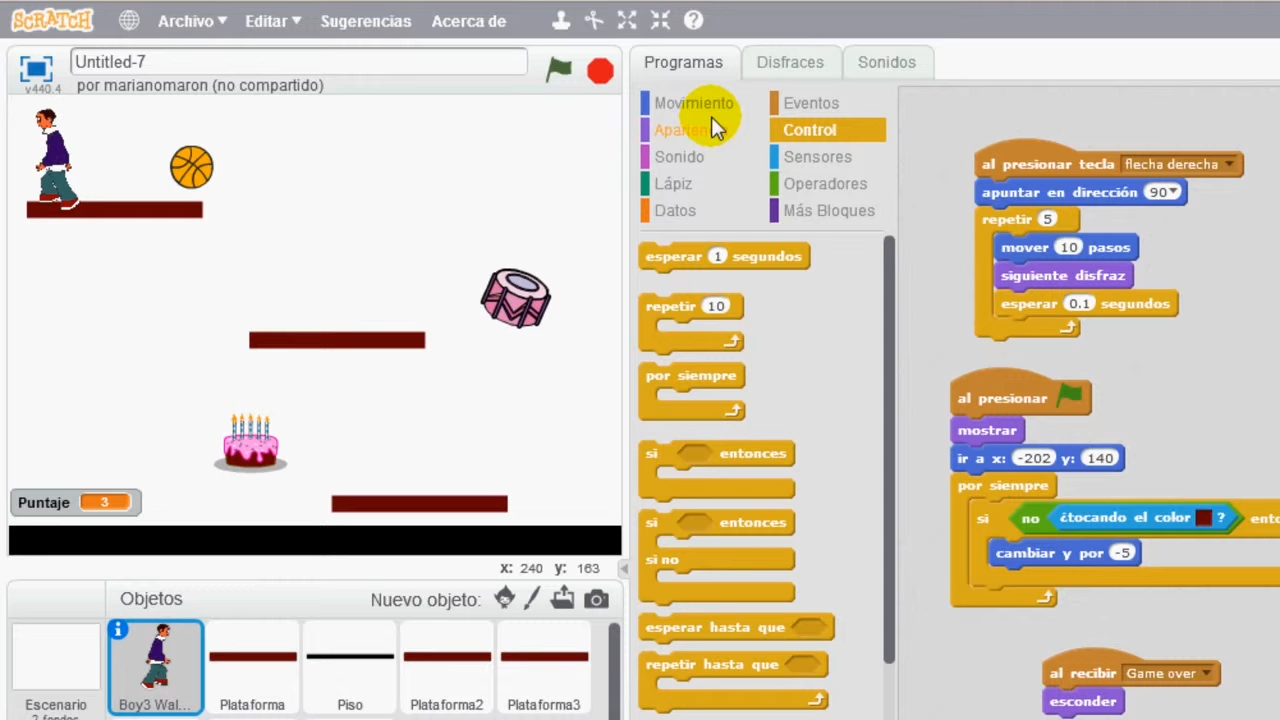 SCRATCH Archivo Editar Sugerencias Acerca de
Untitled-7
v440.4 por marianomaron (no compartido)
Puntaje 3
x: 240 y: 163
Objetos Nuevo objeto:
Escenario
2 fondos
Boy3 Wal...
Plataforma
Piso
Plataforma2
Plataforma3
Programas Disfraces Sonidos
Movimiento Eventos
Control
Sonido Sensores
Lápiz Operadores
Datos Más Bloques
esperar 1 segundos
repetir 10
por siempre
si entonces
si entonces
si no
esperar hasta que
repetir hasta que
al presionar tecla flecha derecha
apuntar en dirección 90
repetir 5
mover 10 pasos
siguiente disfraz
esperar 0.1 segundos
al presionar
mostrar
ir a x: -202 y: 140
por siempre
si no ¿tocando el color ? ento
cambiar y por -5
al recibir Game over
esconder